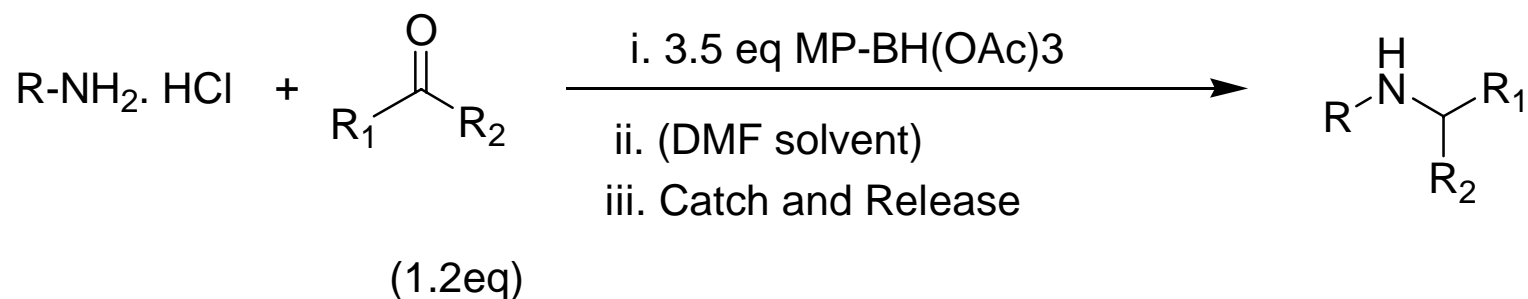 R-NH₂. HCl + O R₁ R₂
i. 3.5 eq MP-BH(OAc)3
ii. (DMF solvent)
iii. Catch and Release
H
N
R R₁
R₂
(1.2eq)